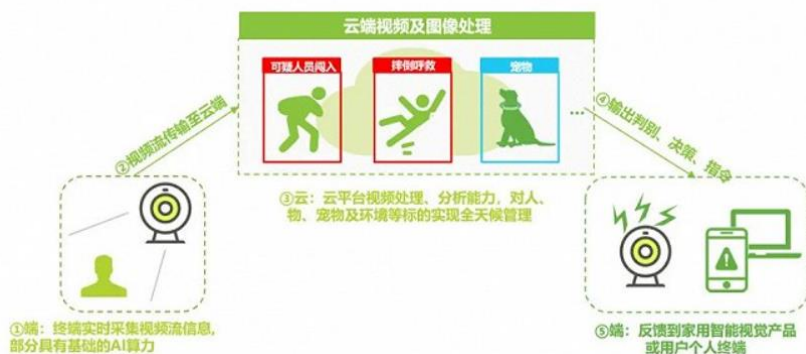 云端视频及图像处理
可疑人员闯入
摔倒呼救
宠物
...
②视频流传输至云端
④输出判别、决策、指令
③云：云平台视频处理、分析能力，对人、
物、宠物及环境等标的实现全天候管理
①端：终端实时采集视频流信息，
部分具有基础的AI算力
⑤端：反馈到家用智能视觉产品
或用户个人终端